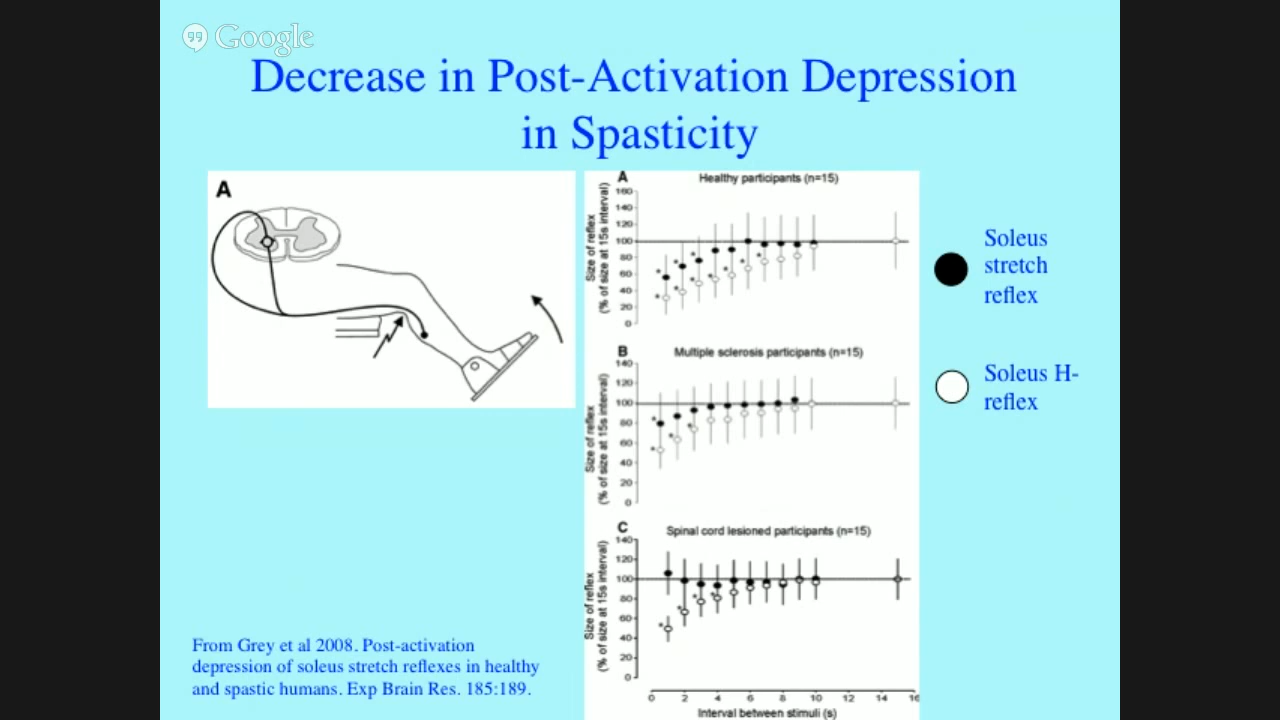 Google
Decrease in Post-Activation Depression
in Spasticity
A
A
Healthy participants (n=15)
Size of reflex
(% of size at 15s interval)
160
140
120
100
80
60
40
20
0
B
Multiple sclerosis participants (n=15)
Size of reflex
(% of size at 15s interval)
140
120
100
80
60
40
20
0
C
Spinal cord lesioned participants (n=15)
Size of reflex
(% of size at 15s interval)
140
120
100
80
60
40
20
0
0 2 4 6 8 10 12 14 16
Interval between stimuli (s)
Soleus
stretch
reflex
Soleus H-
reflex
From Grey et al 2008. Post-activation
depression of soleus stretch reflexes in healthy
and spastic humans. Exp Brain Res. 185:189.